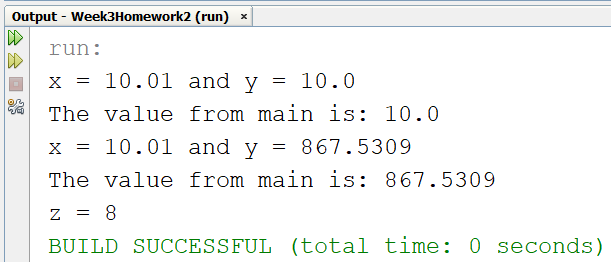 Output - Week3Homework2 (run) ×
run:
x = 10.01 and y = 10.0
The value from main is: 10.0
x = 10.01 and y = 867.5309
The value from main is: 867.5309
z = 8
BUILD SUCCESSFUL (total time: 0 seconds)